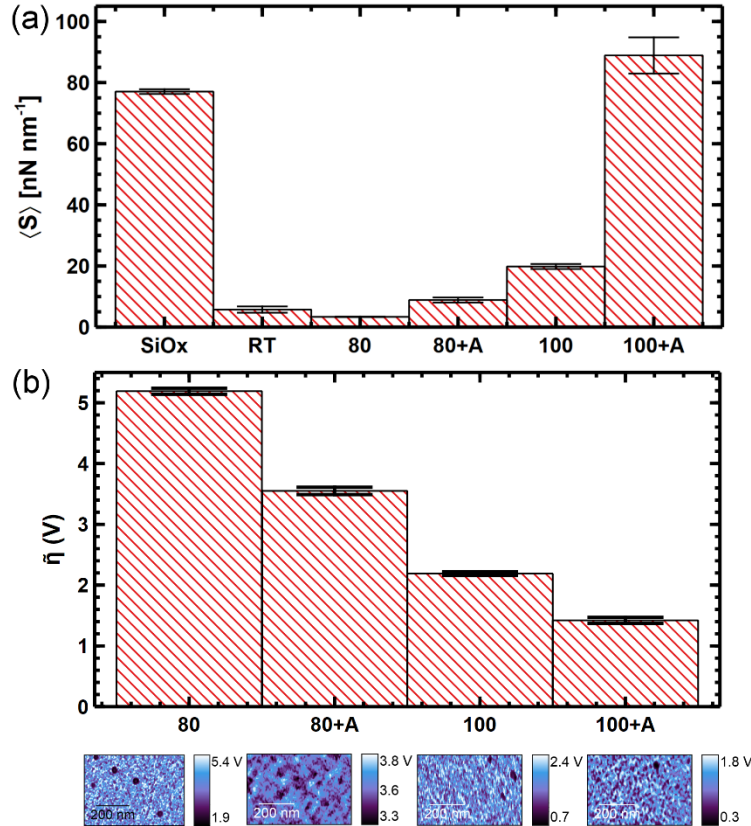 (a)
100
80
60
40
20
0
⟨S⟩ [nN nm⁻¹]
SiOx RT 80 80+A 100 100+A
(b)
5
4
3
2
1
0
η̃ (V)
80 80+A 100 100+A
5.4 V 3.8 V 2.4 V 1.8 V
3.6
200 nm 200 nm 200 nm 200 nm
1.9 3.3 0.7 0.3